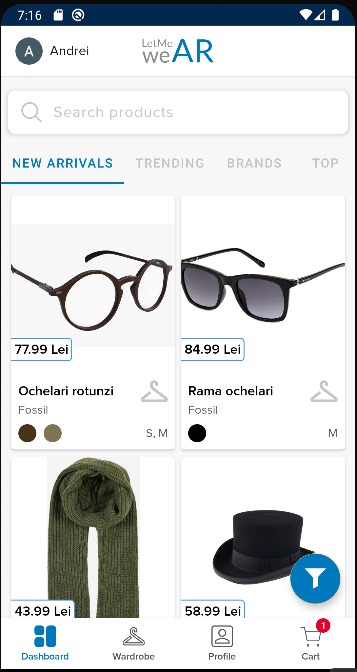 7:16
A Andrei
LetMe
weAR
Search products
NEW ARRIVALS TRENDING BRANDS TOP
77.99 Lei 84.99 Lei
Ochelari rotunzi Rama ochelari
Fossil Fossil
S, M M
43.99 Lei 58.99 Lei
1
Dashboard Wardrobe Profile Cart